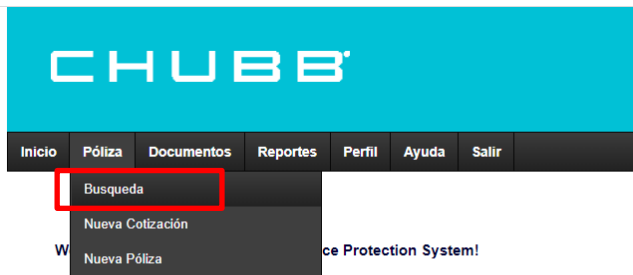 CHUBB
Inicio Póliza Documentos Reportes Perfil Ayuda Salir
Busqueda
Nueva Cotización
W ce Protection System!
Nueva Póliza